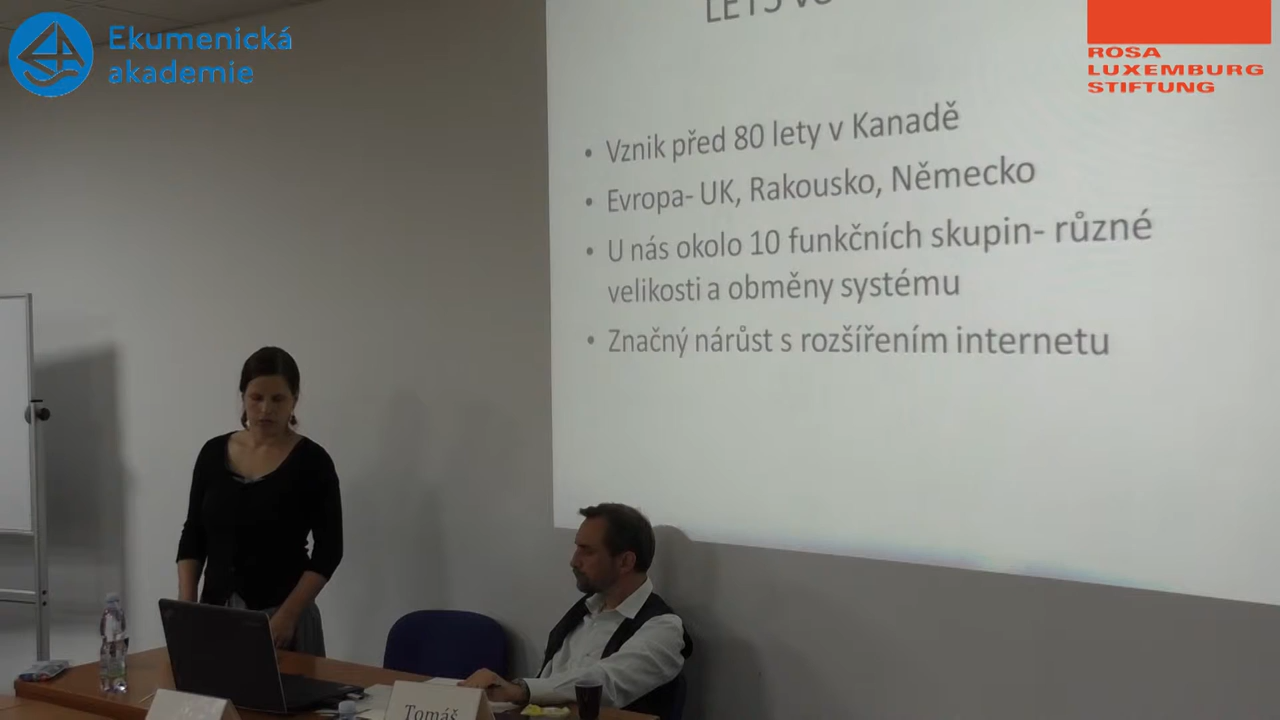 Ekumenická
akademie
ROSA
LUXEMBURG
STIFTUNG
LETS
• Vznik před 80 lety v Kanadě
• Evropa- UK, Rakousko, Německo
• U nás okolo 10 funkčních skupin- různé
velikosti a obměny systému
• Značný nárůst s rozšířením internetu
Tomáš